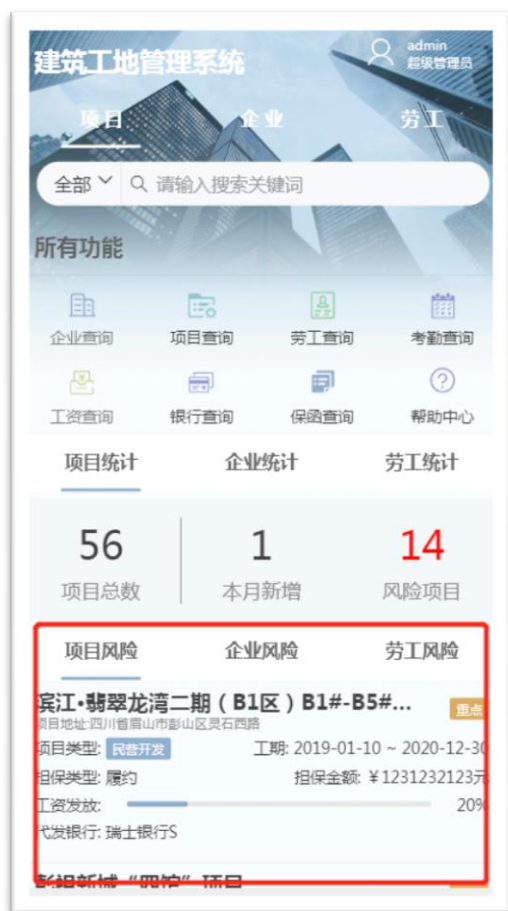 建筑工地管理系统
admin
超级管理员
项目 企业 劳工
全部 请输入搜索关键词
所有功能
企业查询 项目查询 劳工查询 考勤查询
工资查询 银行查询 保函查询 帮助中心
项目统计 企业统计 劳工统计
56 1 14
项目总数 本月新增 风险项目
项目风险 企业风险 劳工风险
滨江•翡翠龙湾二期（B1区）B1#-B5#... 重点
项目地址:四川省眉山市彭山区灵石西路
项目类型: 民营开发 工期: 2019-01-10 ~ 2020-12-30
担保类型: 履约 担保金额: ¥1231232123元
工资发放: 20%
代发银行: 瑞士银行S
彭祖新城“四馆”项目